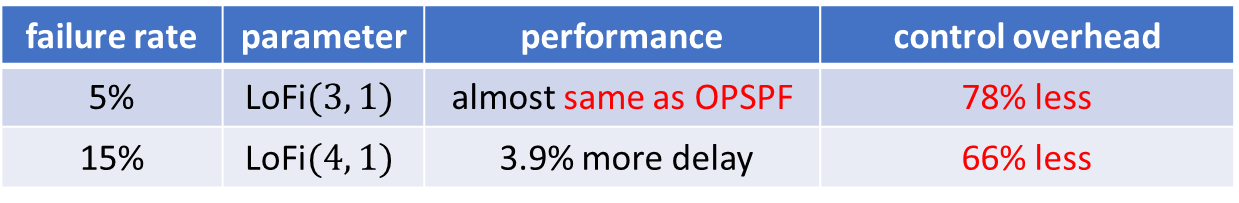 failure rate parameter performance control overhead
5% LoFi(3, 1) almost same as OPSPF 78% less
15% LoFi(4, 1) 3.9% more delay 66% less